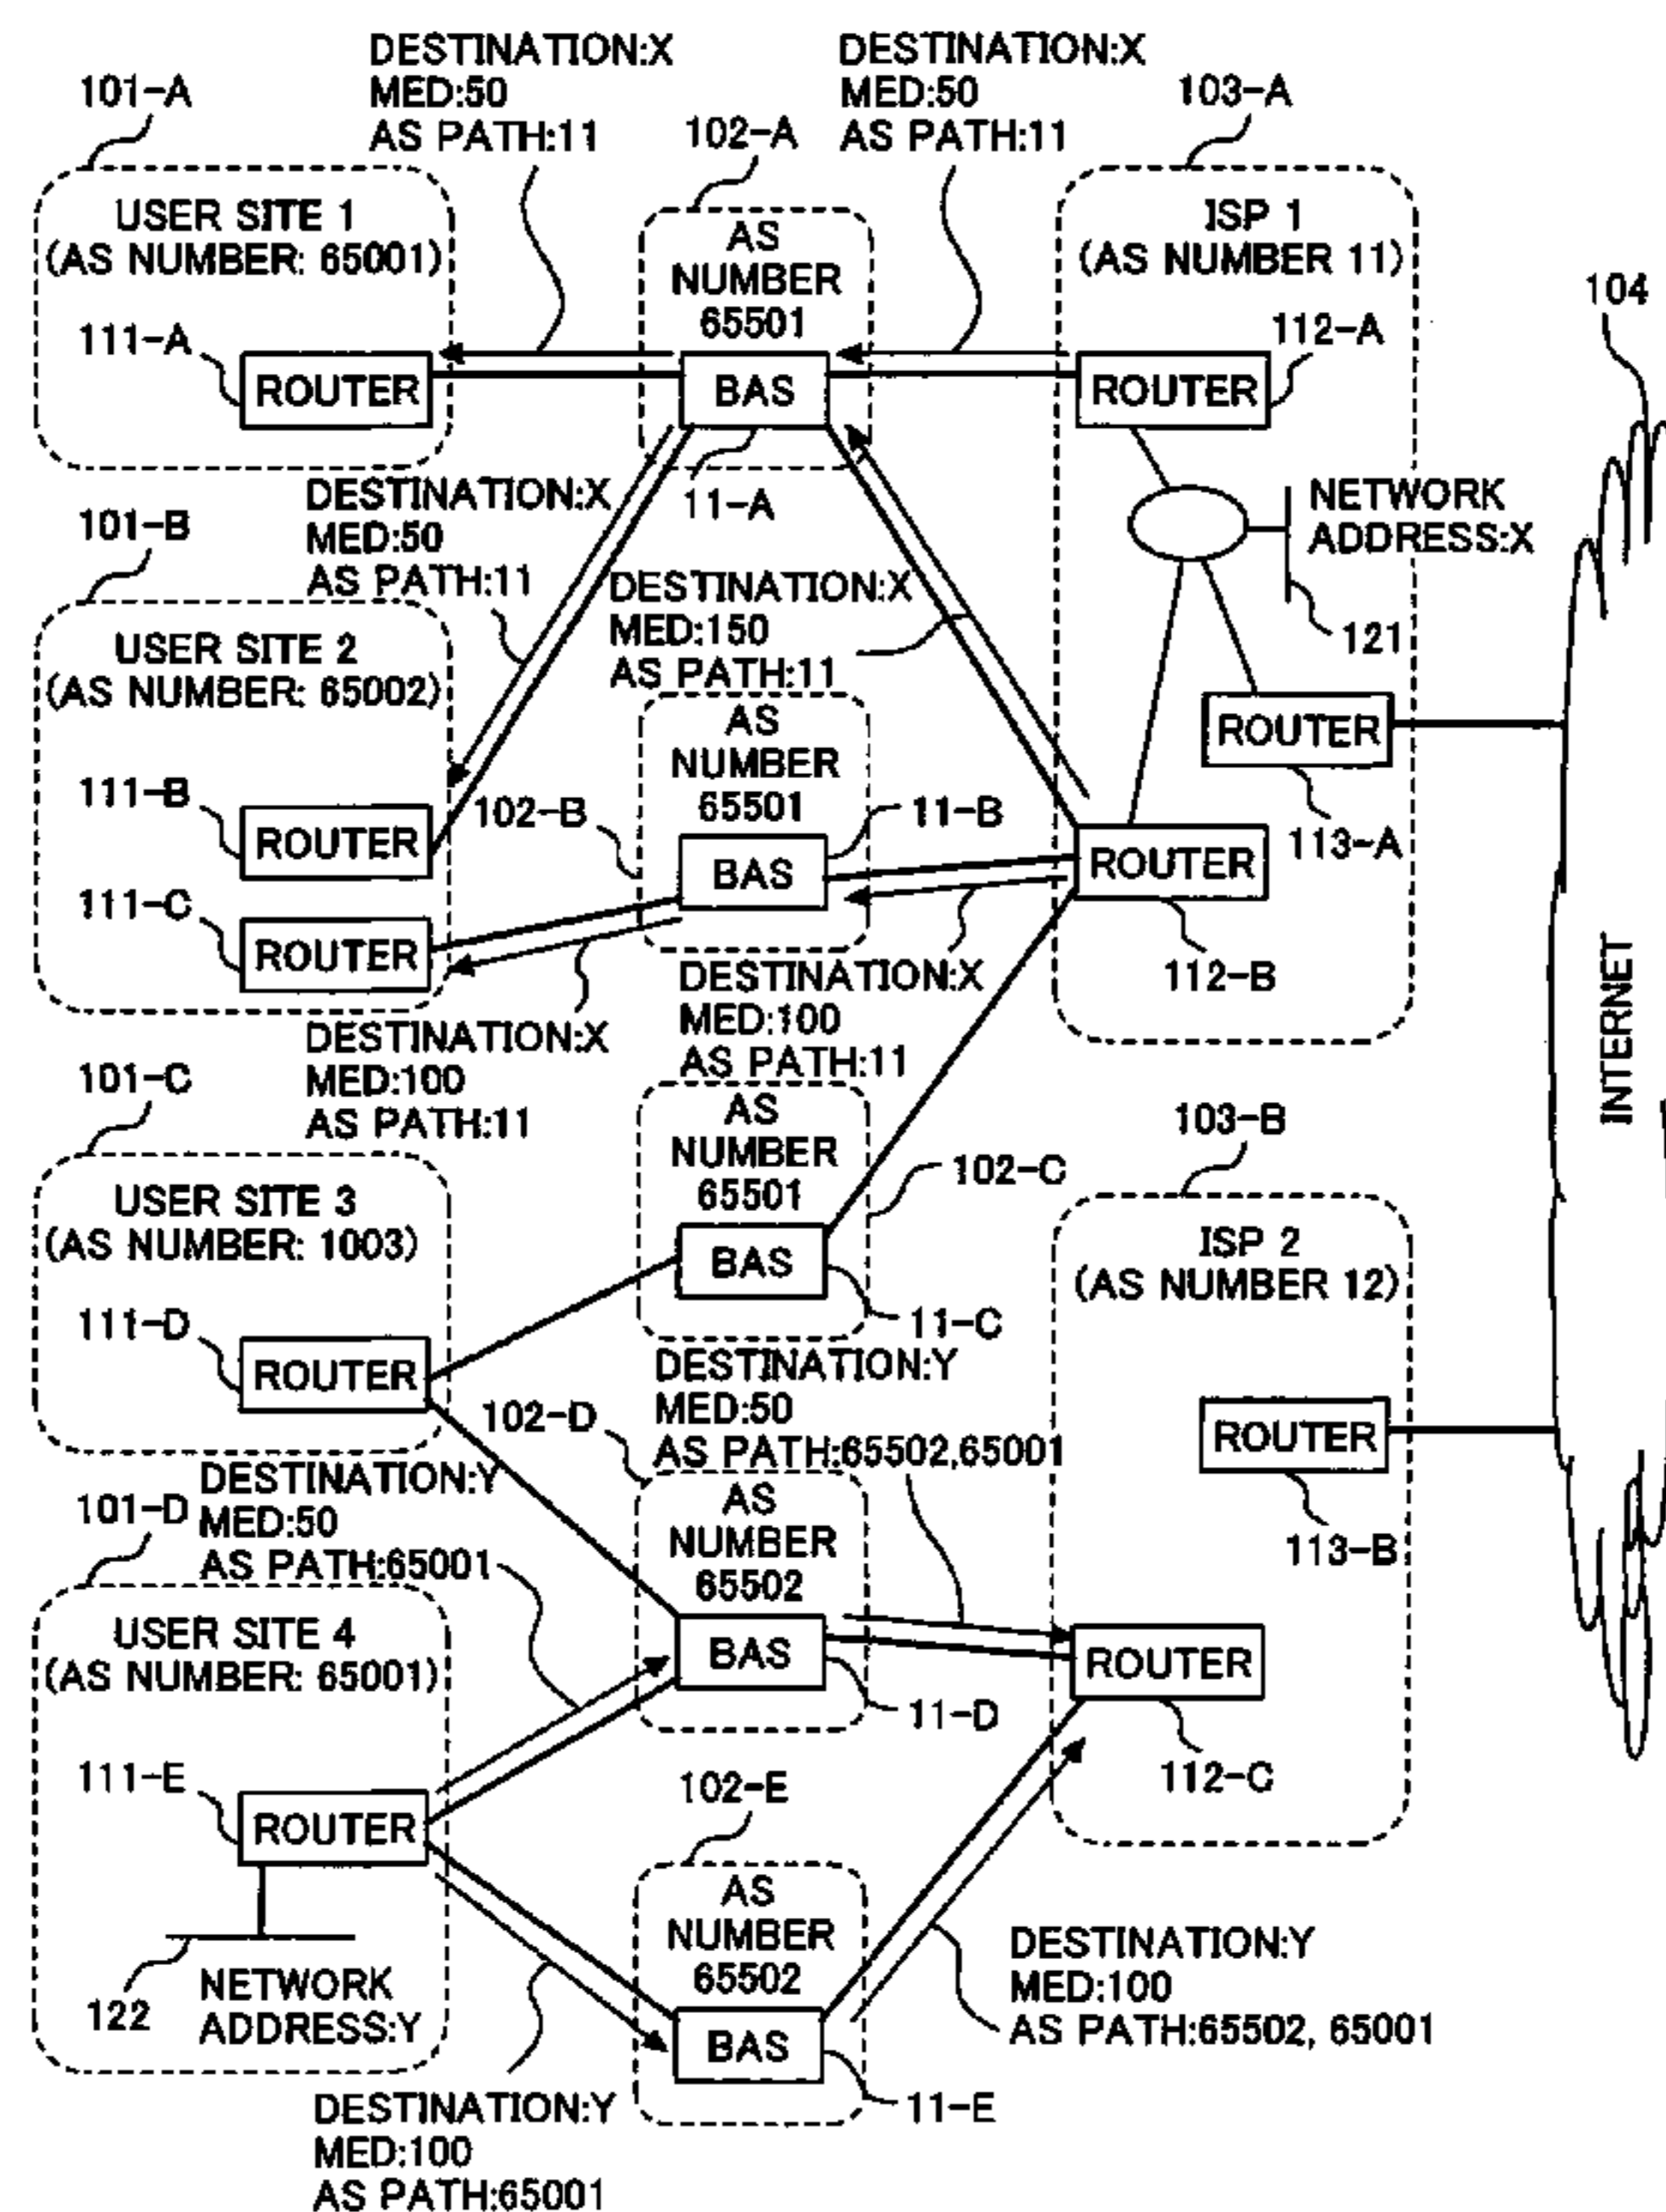 DESTINATION:X
MED:50
AS PATH:11
DESTINATION:X
MED:50
AS PATH:11
101-A
102-A
103-A
USER SITE 1
(AS NUMBER: 65001)
AS
NUMBER
65501
ISP 1
(AS NUMBER 11)
104
111-A
ROUTER
BAS
ROUTER
112-A
11-A
DESTINATION:X
MED:50
AS PATH:11
NETWORK
ADDRESS:X
101-B
DESTINATION:X
MED:150
AS PATH:11
121
USER SITE 2
(AS NUMBER: 65002)
AS
NUMBER
65501
ROUTER
113-A
111-B
ROUTER
102-B
11-B
BAS
ROUTER
112-B
111-C
ROUTER
DESTINATION:X
MED:100
AS PATH:11
DESTINATION:X
MED:100
AS PATH:11
INTERNET
101-C
AS
NUMBER
65501
102-C
103-B
USER SITE 3
(AS NUMBER: 1003)
BAS
11-C
ISP 2
(AS NUMBER 12)
111-D
ROUTER
DESTINATION:Y
MED:50
AS PATH:65502,65001
102-D
ROUTER
113-B
DESTINATION:Y
MED:50
AS PATH:65001
101-D
AS
NUMBER
65502
USER SITE 4
(AS NUMBER: 65001)
BAS
11-D
ROUTER
112-C
111-E
ROUTER
102-E
AS
NUMBER
65502
122
NETWORK
ADDRESS:Y
BAS
11-E
DESTINATION:Y
MED:100
AS PATH:65502, 65001
DESTINATION:Y
MED:100
AS PATH:65001